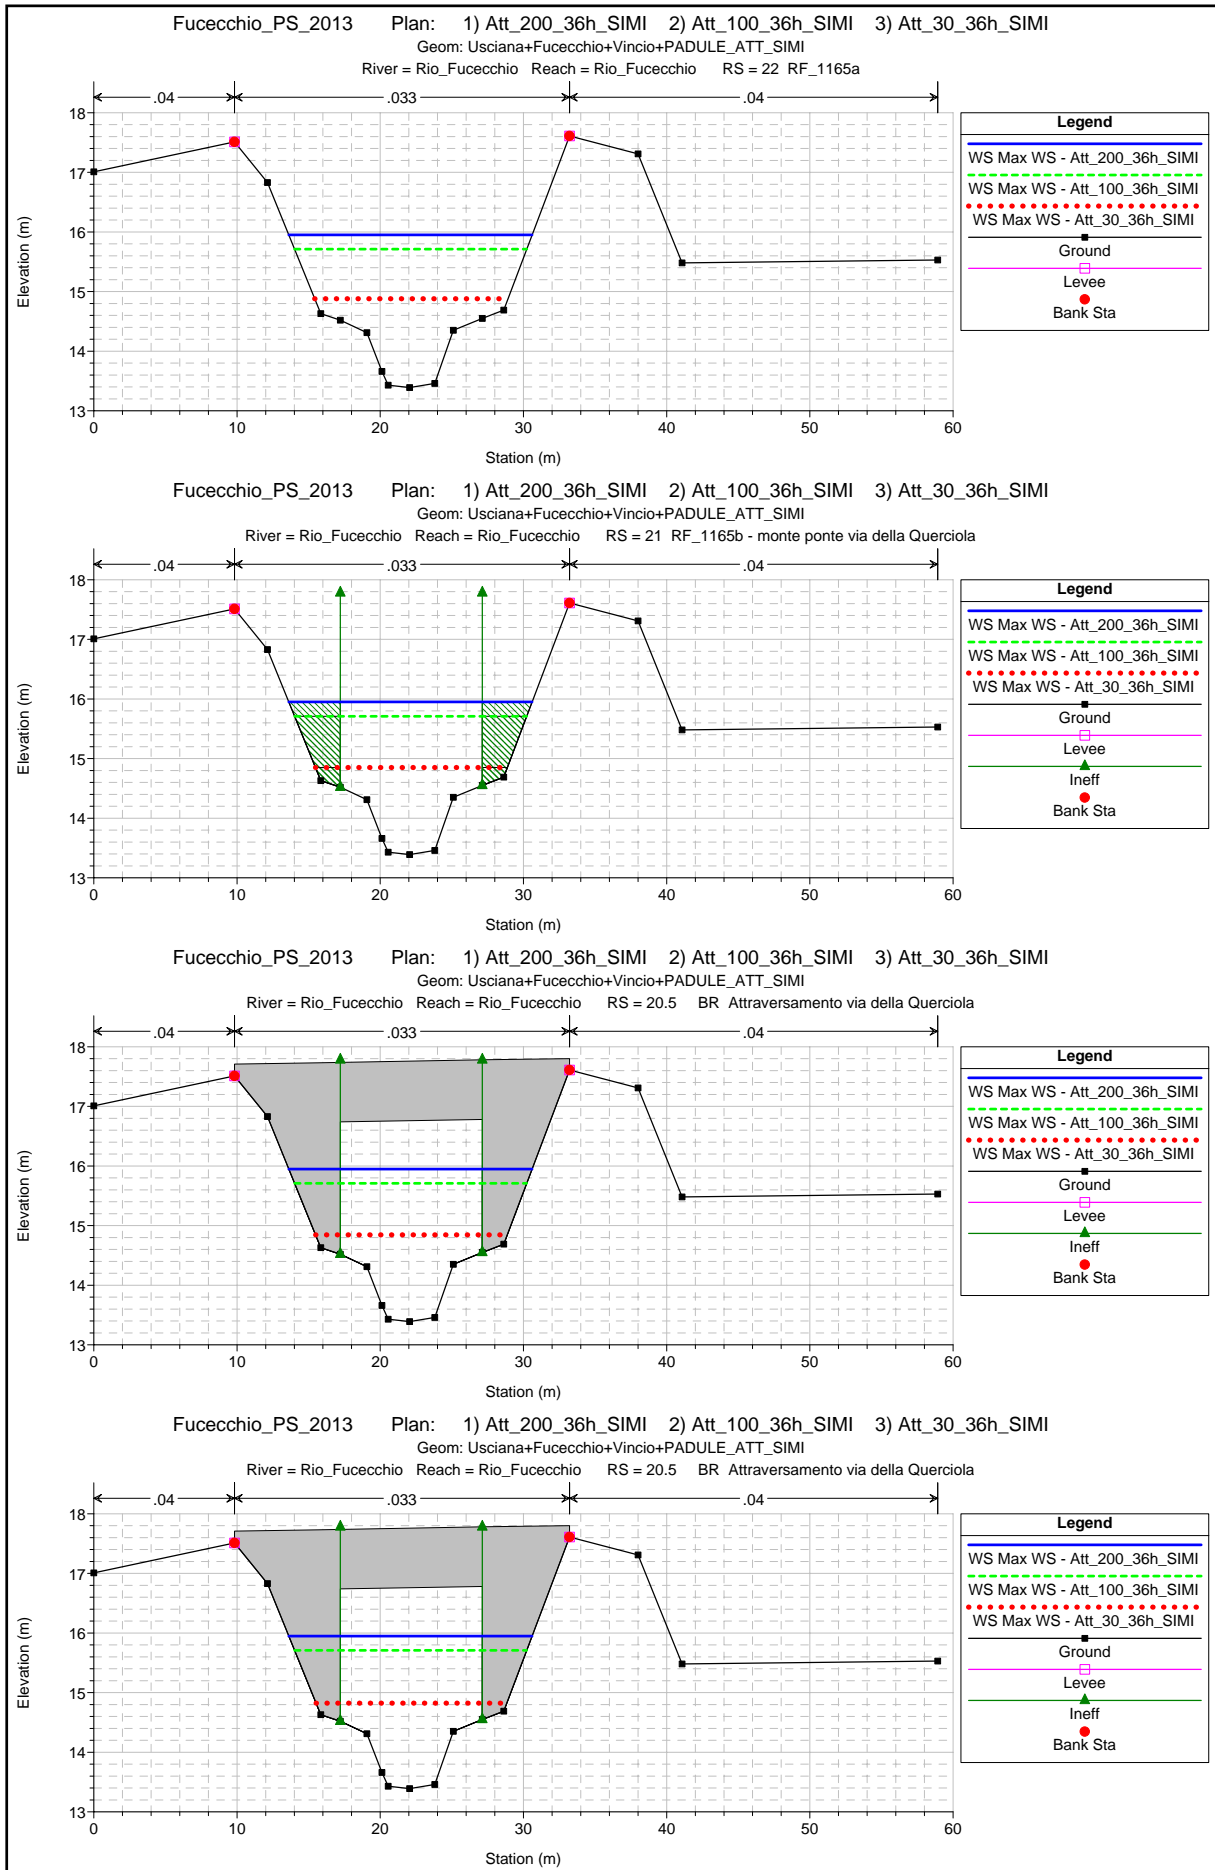 Fucecchio_PS_2013 Plan: 1) Att_200_36h_SIMI 2) Att_100_36h_SIMI 3) Att_30_36h_SIMI
Geom: Usciana+Fucecchio+Vincio+PADULE_ATT_SIMI
River = Rio_Fucecchio Reach = Rio_Fucecchio RS = 22 RF_1165a
.04 .033 .04
18
17
16
15
14
13
Elevation (m)
0 10 20 30 40 50 60
Station (m)
Legend
WS Max WS - Att_200_36h_SIMI
WS Max WS - Att_100_36h_SIMI
WS Max WS - Att_30_36h_SIMI
Ground
Levee
Bank Sta
Fucecchio_PS_2013 Plan: 1) Att_200_36h_SIMI 2) Att_100_36h_SIMI 3) Att_30_36h_SIMI
Geom: Usciana+Fucecchio+Vincio+PADULE_ATT_SIMI
River = Rio_Fucecchio Reach = Rio_Fucecchio RS = 21 RF_1165b - monte ponte via della Querciola
.04 .033 .04
18
17
16
15
14
13
Elevation (m)
0 10 20 30 40 50 60
Station (m)
Legend
WS Max WS - Att_200_36h_SIMI
WS Max WS - Att_100_36h_SIMI
WS Max WS - Att_30_36h_SIMI
Ground
Levee
Ineff
Bank Sta
Fucecchio_PS_2013 Plan: 1) Att_200_36h_SIMI 2) Att_100_36h_SIMI 3) Att_30_36h_SIMI
Geom: Usciana+Fucecchio+Vincio+PADULE_ATT_SIMI
River = Rio_Fucecchio Reach = Rio_Fucecchio RS = 20.5 BR Attraversamento via della Querciola
.04 .033 .04
18
17
16
15
14
13
Elevation (m)
0 10 20 30 40 50 60
Station (m)
Legend
WS Max WS - Att_200_36h_SIMI
WS Max WS - Att_100_36h_SIMI
WS Max WS - Att_30_36h_SIMI
Ground
Levee
Ineff
Bank Sta
Fucecchio_PS_2013 Plan: 1) Att_200_36h_SIMI 2) Att_100_36h_SIMI 3) Att_30_36h_SIMI
Geom: Usciana+Fucecchio+Vincio+PADULE_ATT_SIMI
River = Rio_Fucecchio Reach = Rio_Fucecchio RS = 20.5 BR Attraversamento via della Querciola
.04 .033 .04
18
17
16
15
14
13
Elevation (m)
0 10 20 30 40 50 60
Station (m)
Legend
WS Max WS - Att_200_36h_SIMI
WS Max WS - Att_100_36h_SIMI
WS Max WS - Att_30_36h_SIMI
Ground
Levee
Ineff
Bank Sta